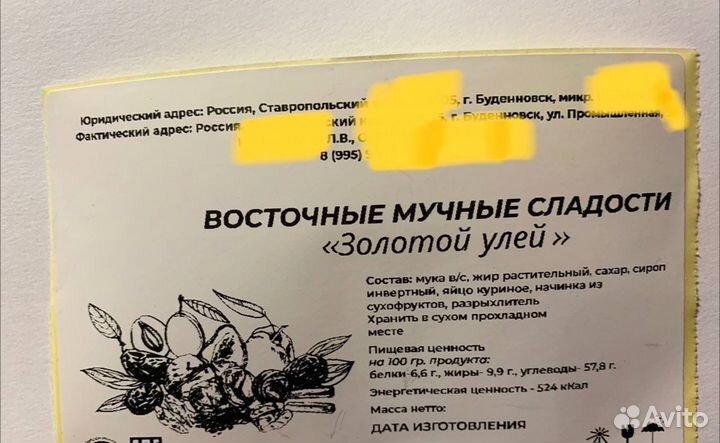 Юридический адрес: Россия, Ставропольский 05, г. Буденновск, микр.
Фактический адрес: Россия, г. Буденновск, ул. Промышленная,
Л.В.,
8 (995)
ВОСТОЧНЫЕ МУЧНЫЕ СЛАДОСТИ
«Золотой улей»
Состав: мука в/с, жир растительный, сахар, сироп
инвертный, яйцо куриное, начинка из
сухофруктов, разрыхлитель
Хранить в сухом прохладном
месте
Пищевая ценность
на 100 гр. продукта:
белки-6,6 г., жиры- 9,9 г., углеводы- 57,8 г.
Энергетическая ценность - 524 кКал
Масса нетто:
ДАТА ИЗГОТОВЛЕНИЯ
Avito